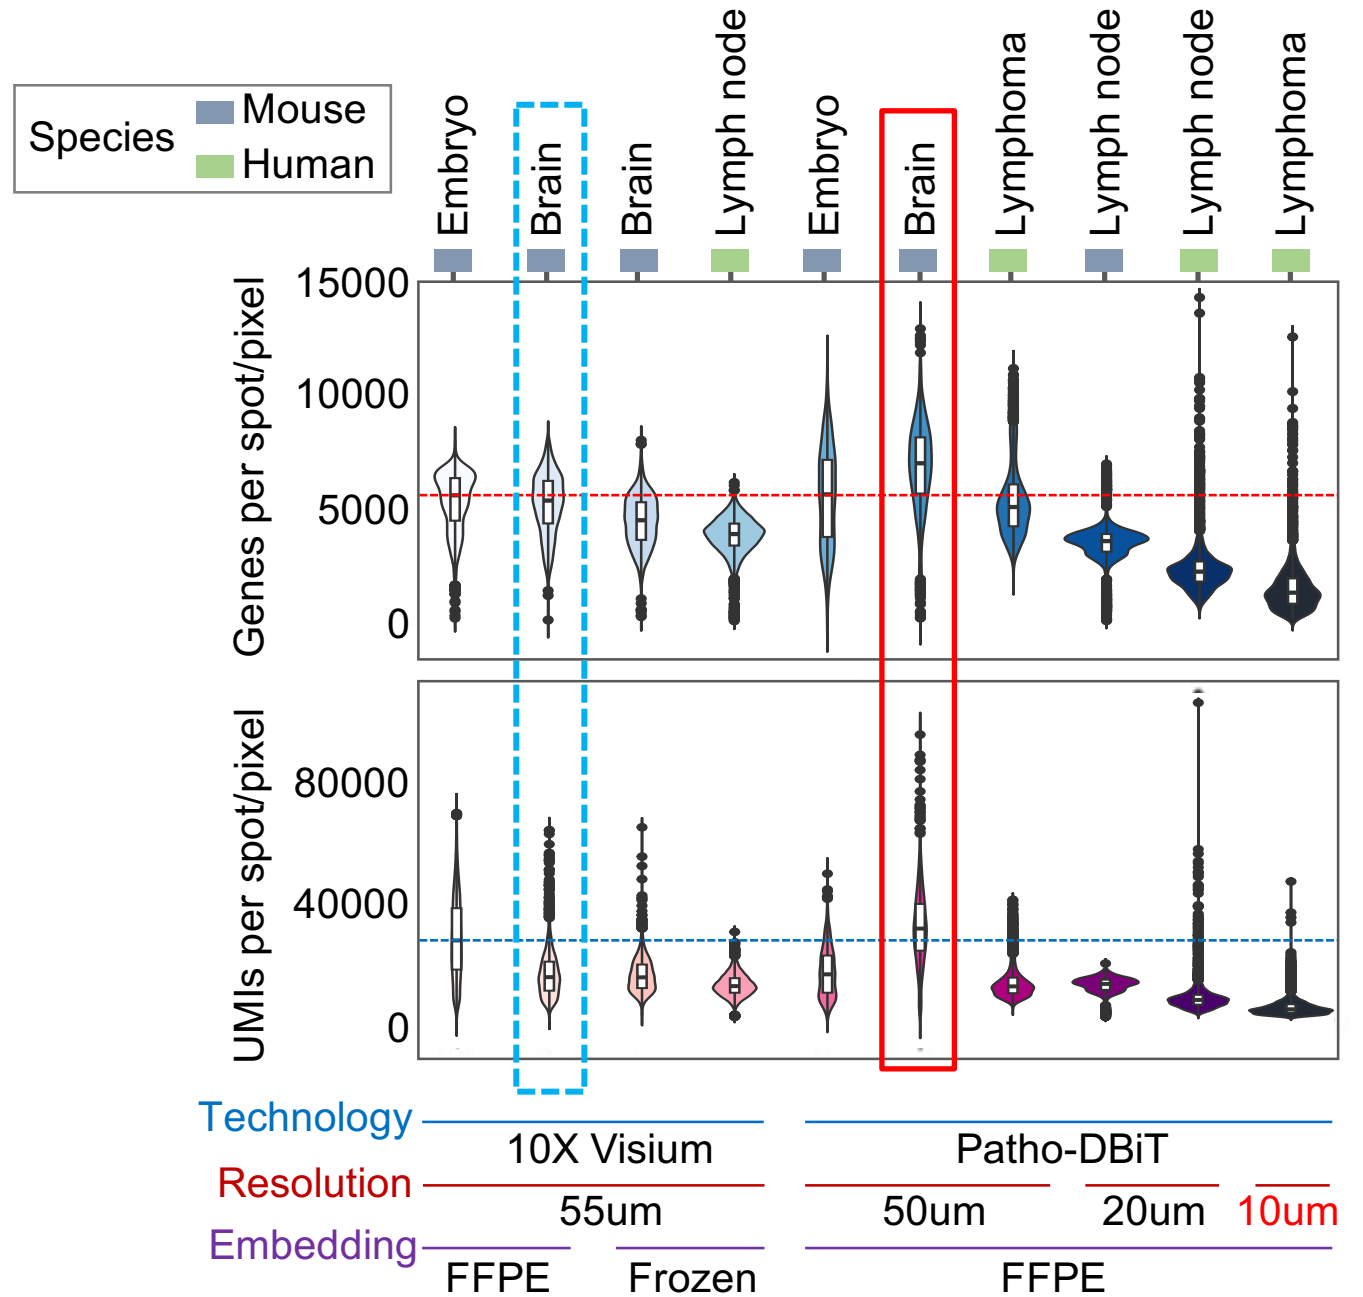 Species
Mouse
Human
Embryo
Brain
Brain
Lymph node
Embryo
Brain
Lymphoma
Lymph node
Lymph node
Lymphoma
Genes per spot/pixel
15000
10000
5000
0
UMIs per spot/pixel
80000
40000
0
Technology
10X Visium
Patho-DBiT
Resolution
55um
50um
20um
10um
Embedding
FFPE
Frozen
FFPE